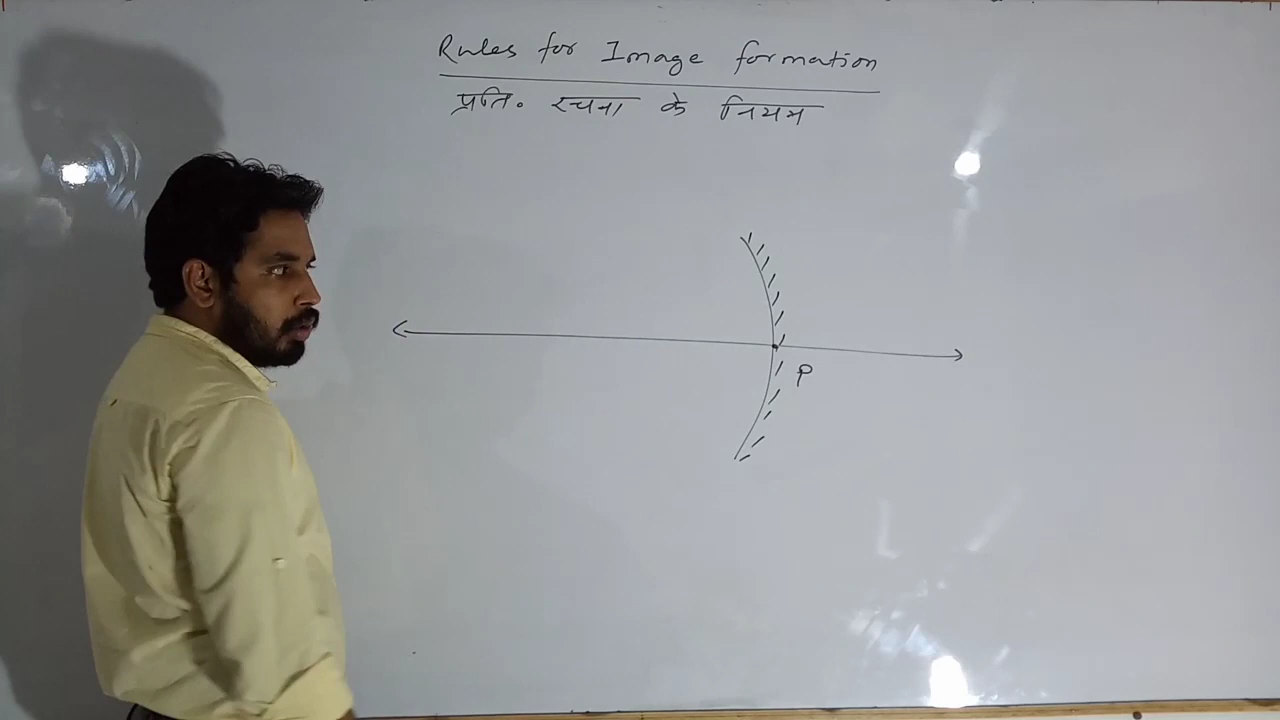 Rules for Image formation
प्रति. रचना के नियम
P